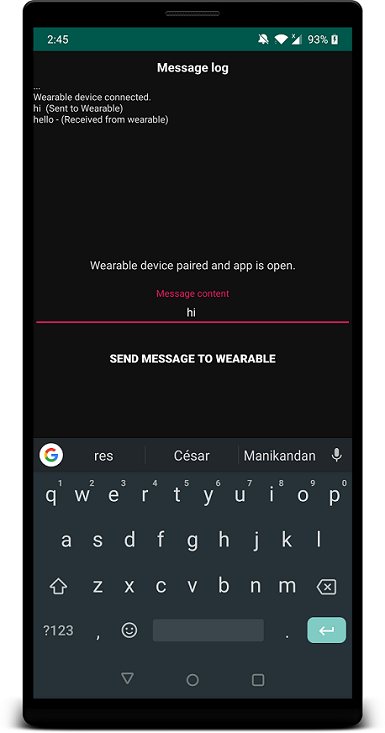 2:45 93%
Message log
...
Wearable device connected.
hi (Sent to Wearable)
hello - (Received from wearable)
Wearable device paired and app is open.
Message content
hi
SEND MESSAGE TO WEARABLE
G res César Manikandan
1 2 3 4 5 6 7 8 9 0
q w e r t y u i o p
a s d f g h j k l
z x c v b n m
?123 , .